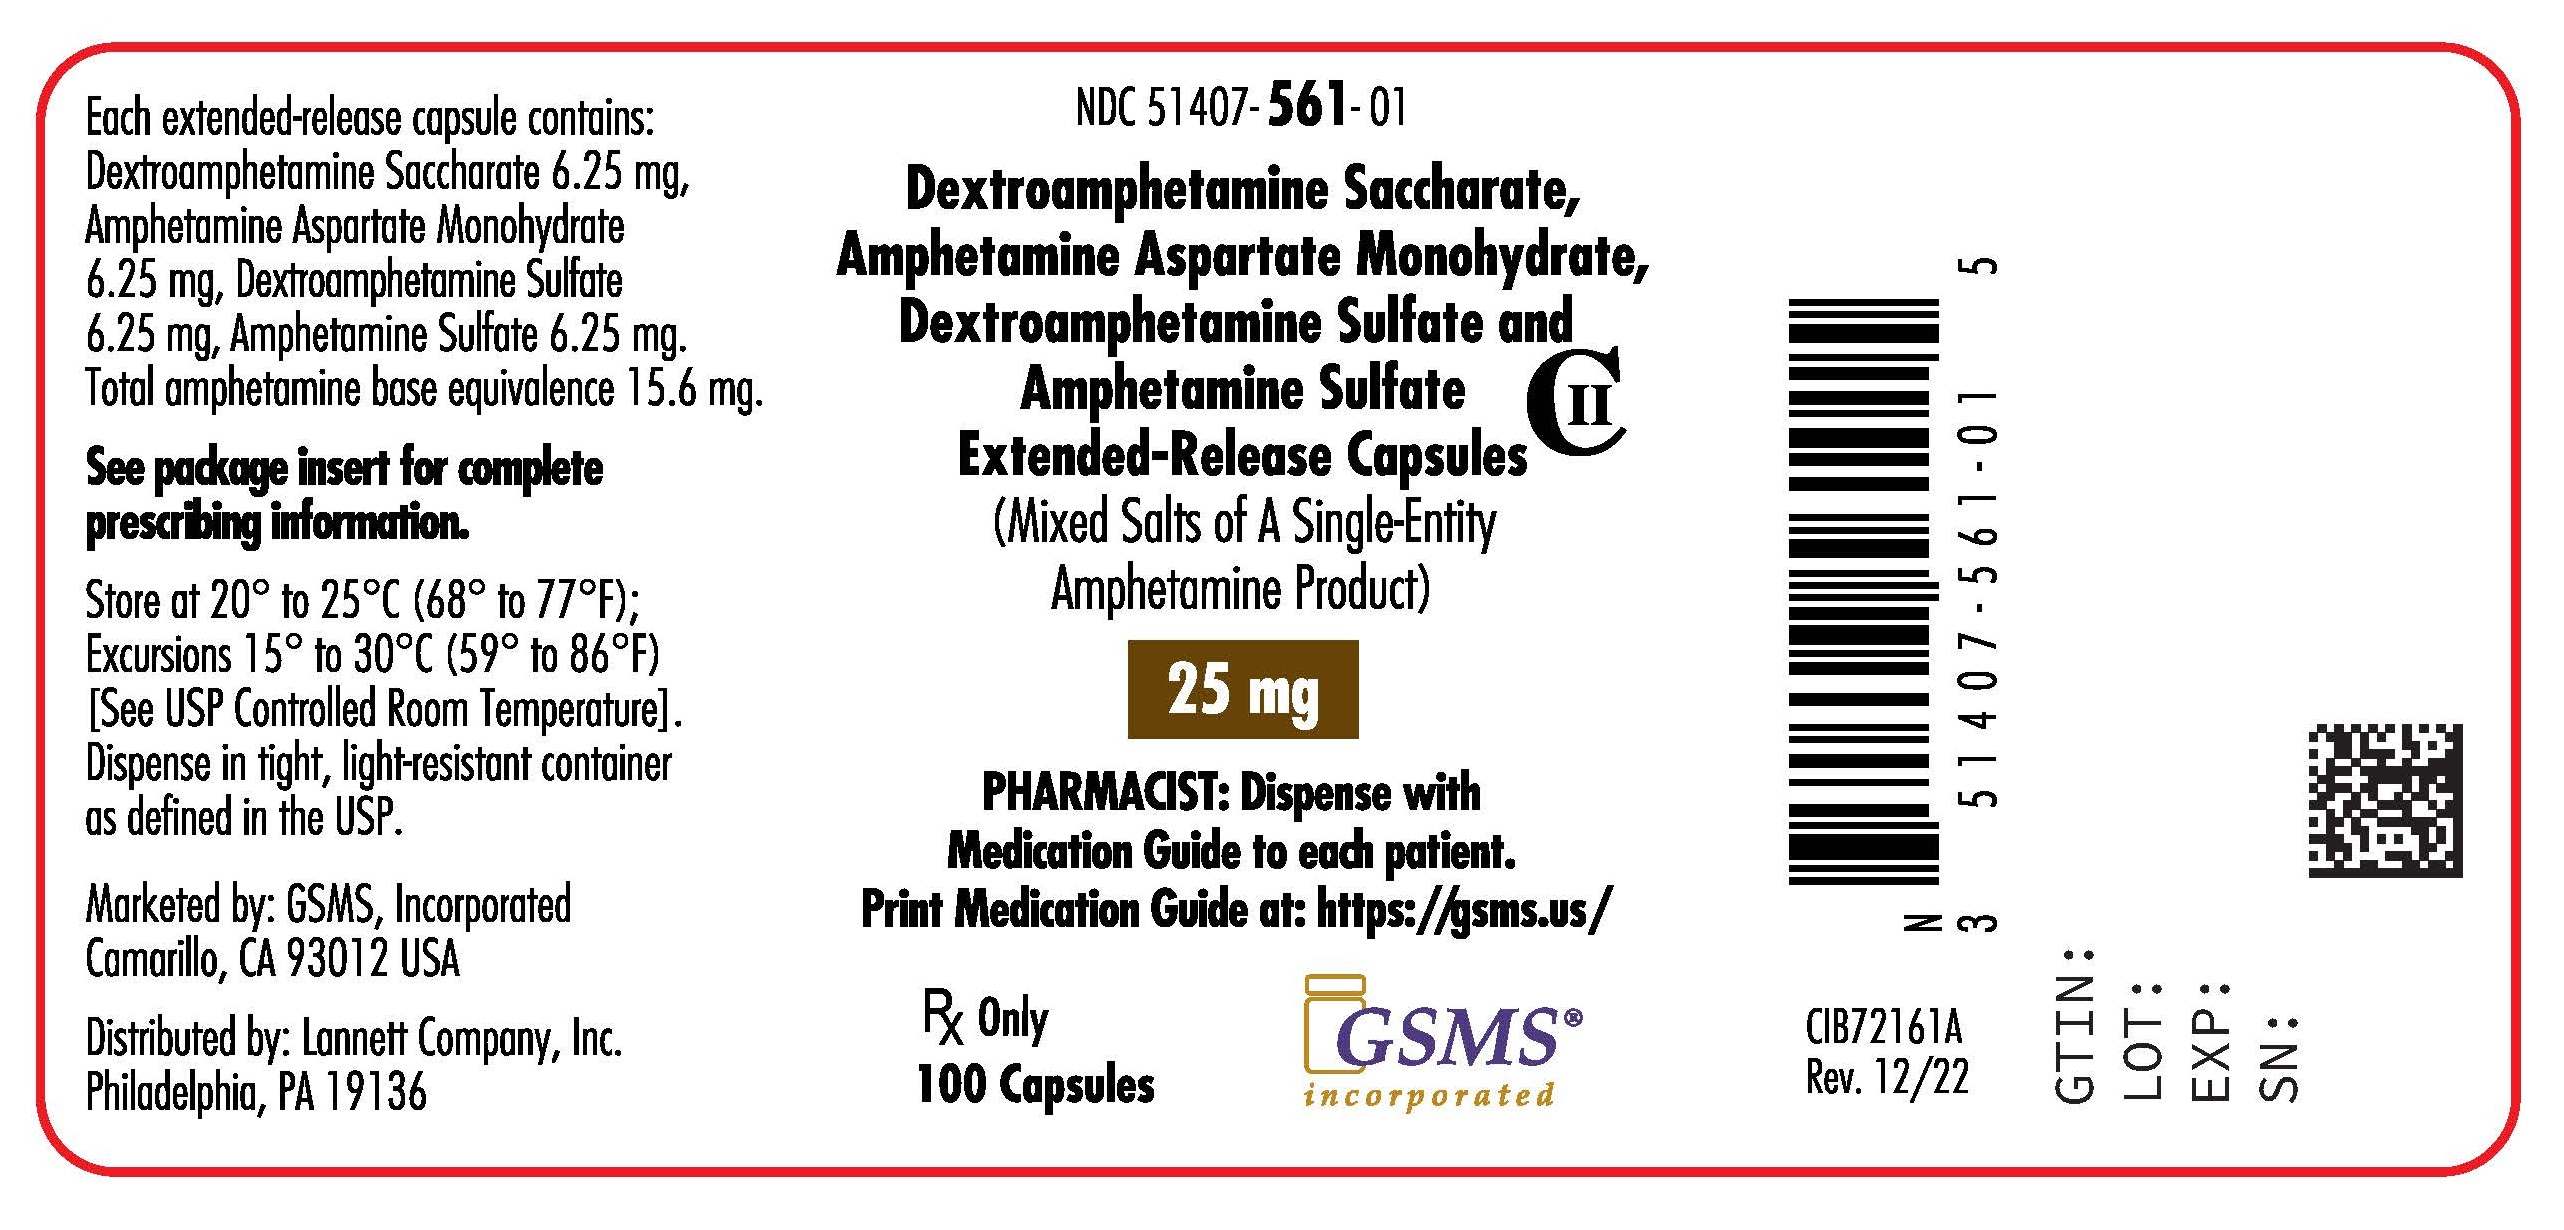 Each extended-release capsule contains:
Dextroamphetamine Saccharate 6.25 mg,
Amphetamine Aspartate Monohydrate
6.25 mg, Dextroamphetamine Sulfate
6.25 mg, Amphetamine Sulfate 6.25 mg.
Total amphetamine base equivalence 15.6 mg.
See package insert for complete
prescribing information.
Store at 20° to 25°C (68° to 77°F);
Excursions 15° to 30°C (59° to 86°F)
[See USP Controlled Room Temperature].
Dispense in tight, light-resistant container
as defined in the USP.
Marketed by: GSMS, Incorporated
Camarillo, CA 93012 USA
Distributed by: Lannett Company, Inc.
Philadelphia, PA 19136
NDC 51407-561-01
Dextroamphetamine Saccharate,
Amphetamine Aspartate Monohydrate,
Dextroamphetamine Sulfate and
Amphetamine Sulfate
Extended-Release Capsules
CII
(Mixed Salts of A Single-Entity
Amphetamine Product)
25 mg
PHARMACIST: Dispense with
Medication Guide to each patient.
Print Medication Guide at: https://gsms.us/
Rx Only
100 Capsules
GSMS®
incorporated
N
3 51407-561-01 5
CIB72161A
Rev. 12/22
GTIN:
LOT:
EXP:
SN: